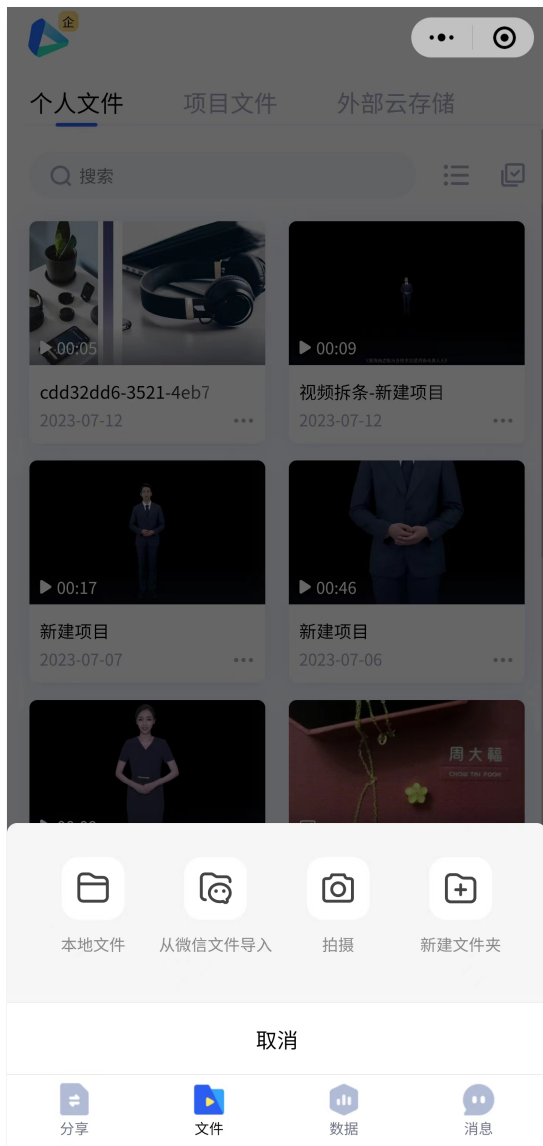 企
个人文件 项目文件 外部云存储
搜索
00:05
00:09
cdd32dd6-3521-4eb7
2023-07-12
视频拆条-新建项目
2023-07-12
00:17
00:46
新建项目
2023-07-07
新建项目
2023-07-06
周大福
CHOW TAI FOOK
本地文件
从微信文件导入
拍摄
新建文件夹
取消
分享
文件
数据
消息